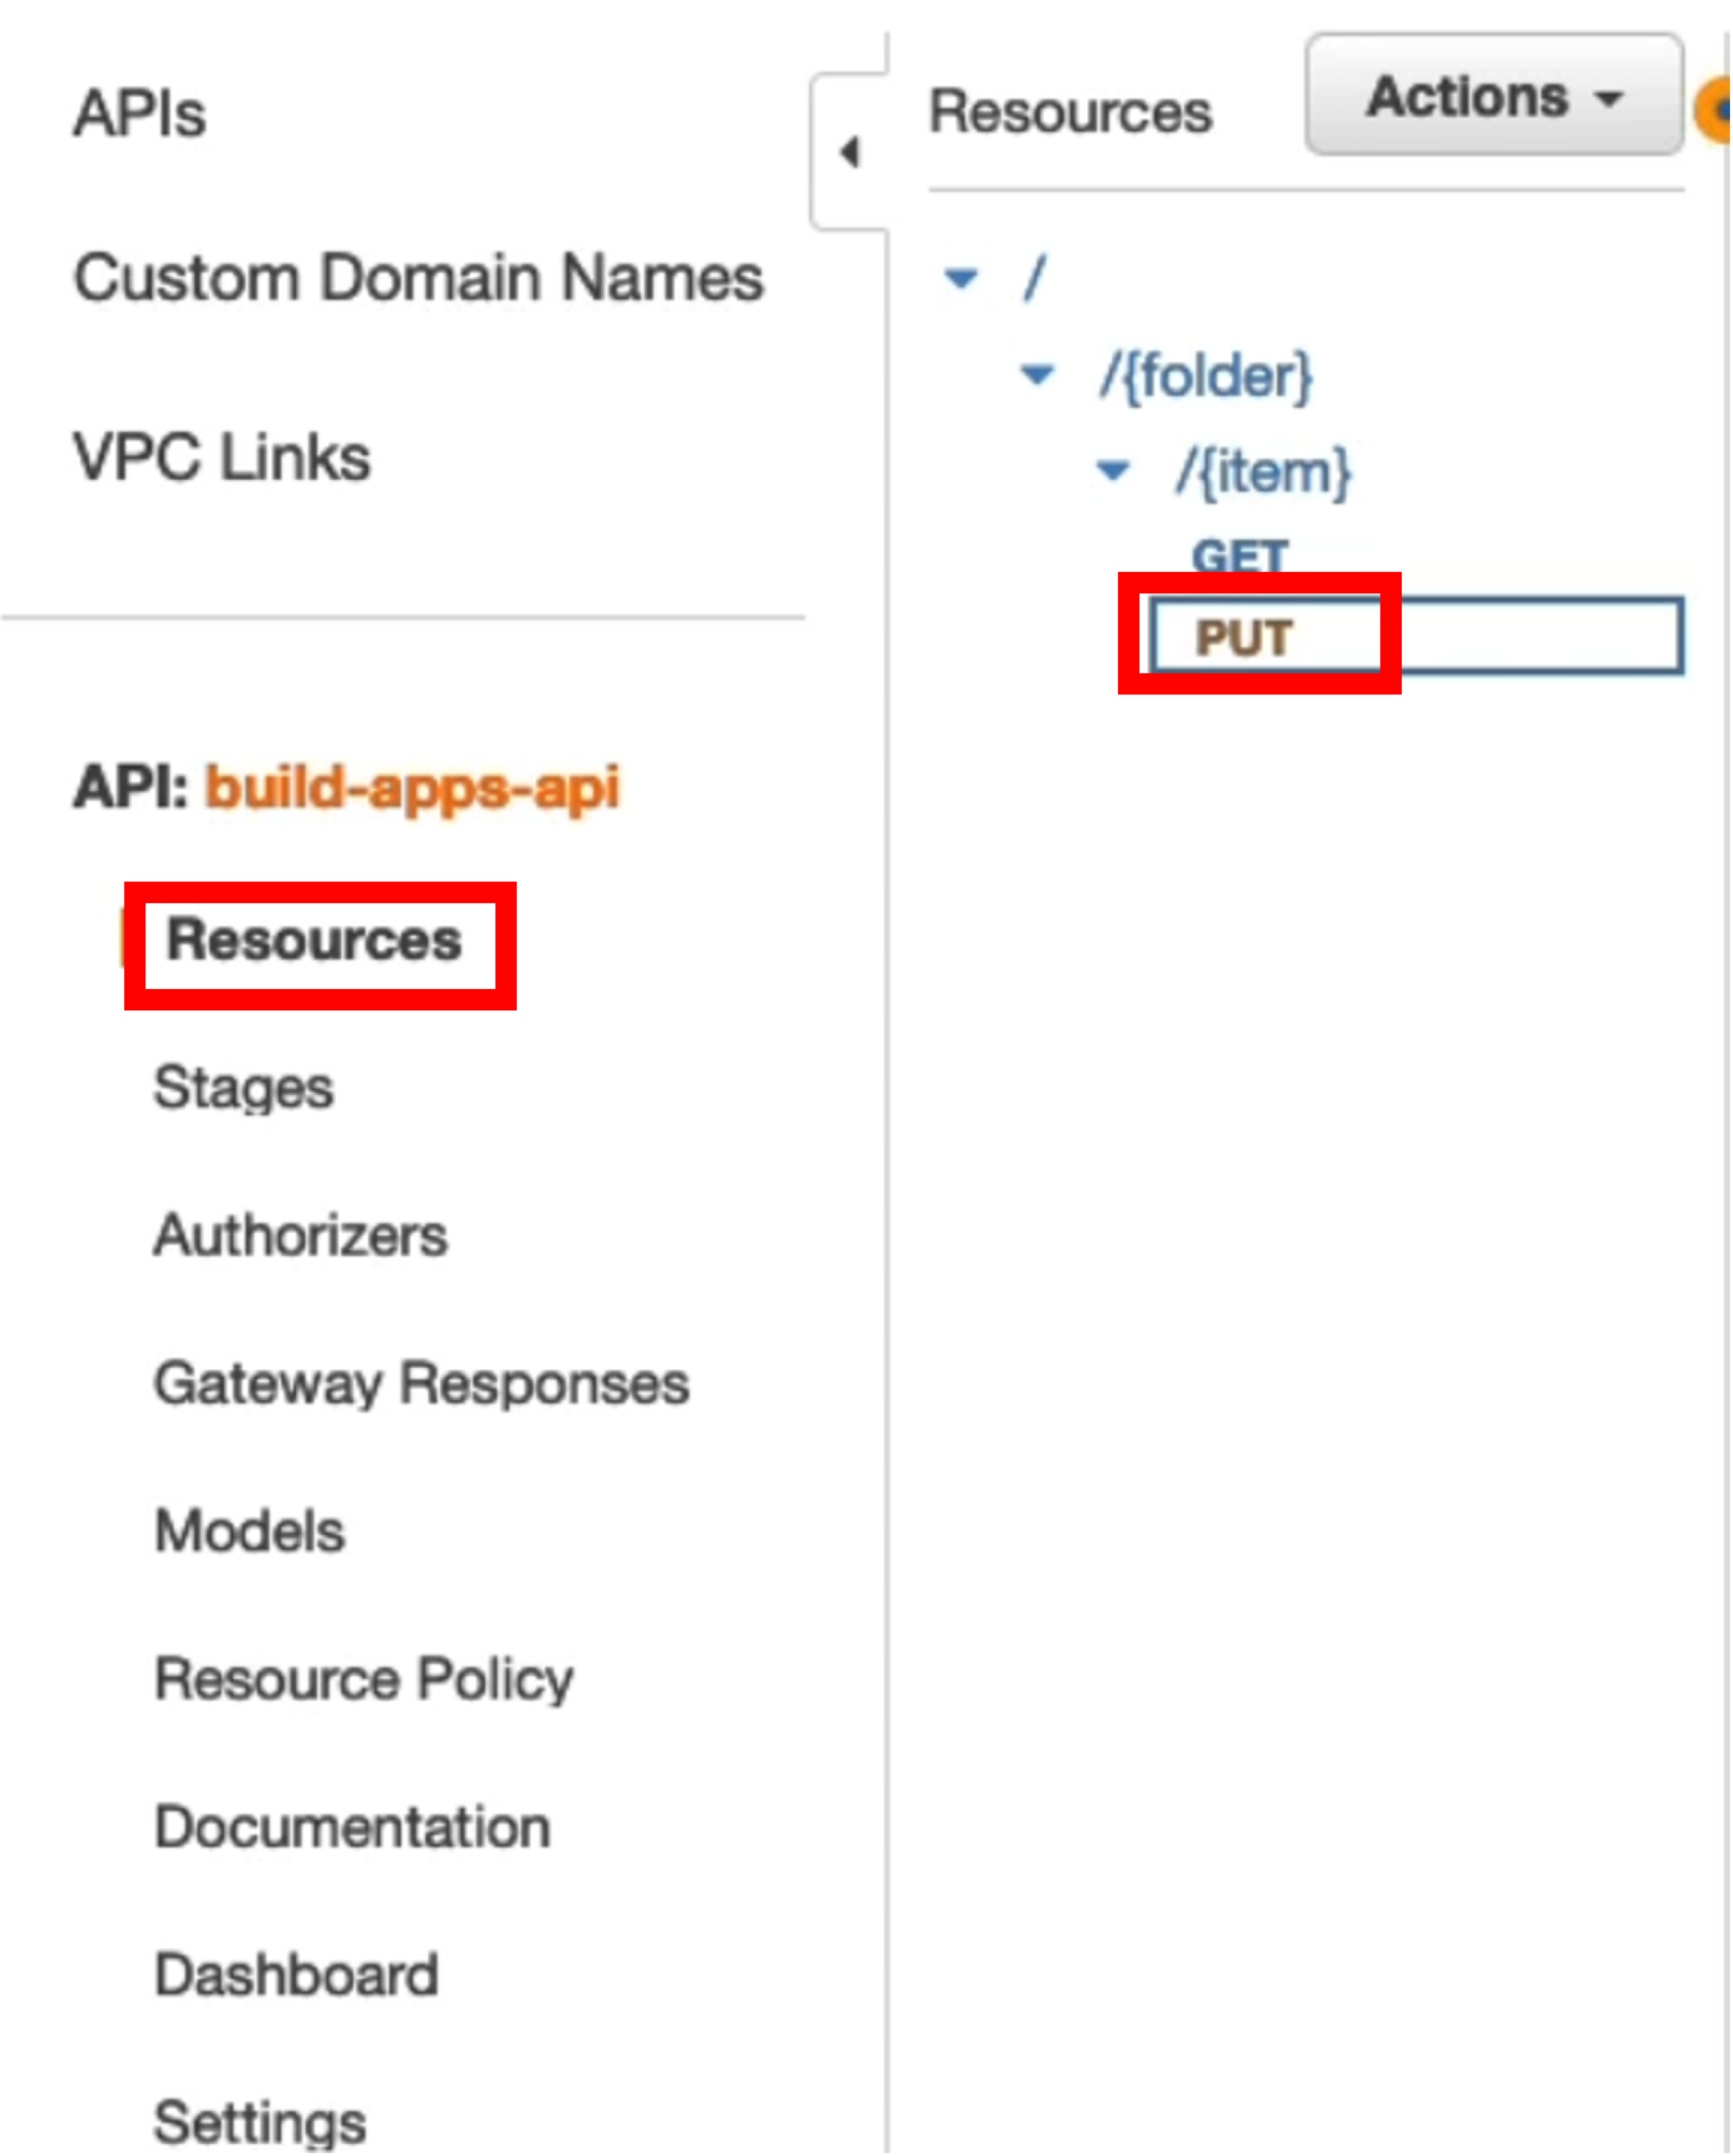 APIs
Custom Domain Names
VPC Links
API: build-apps-api
Resources
Stages
Authorizers
Gateway Responses
Models
Resource Policy
Documentation
Dashboard
Settings
Resources
Actions
/
/{folder}
/{item}
GET
PUT